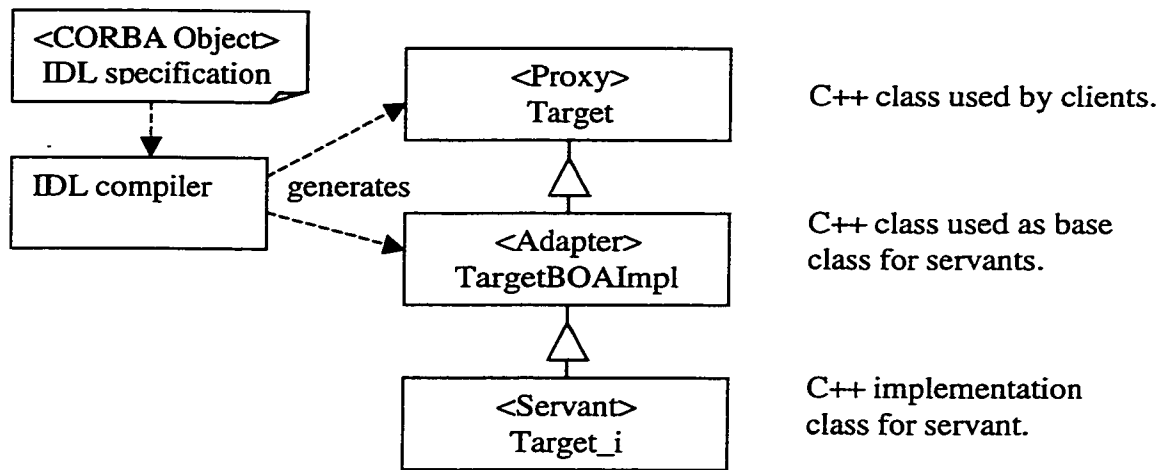 <CORBA Object>
IDL specification
IDL compiler
generates
<Proxy>
Target
C++ class used by clients.
<Adapter>
TargetBOAImpl
C++ class used as base
class for servants.
<Servant>
Target_i
C++ implementation
class for servant.